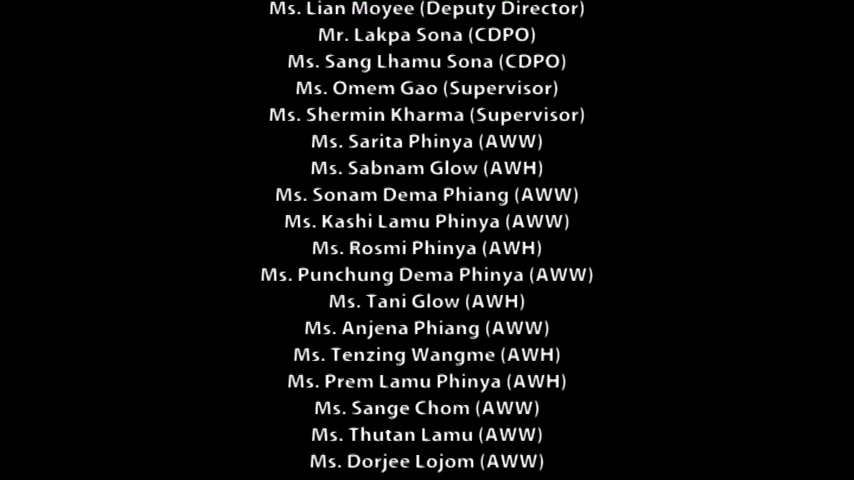 Ms. Lian Moyee (Deputy Director)
Mr. Lakpa Sona (CDPO)
Ms. Sang Lhamu Sona (CDPO)
Ms. Omem Gao (Supervisor)
Ms. Shermin Kharma (Supervisor)
Ms. Sarita Phinya (AWW)
Ms. Sabnam Glow (AWH)
Ms. Sonam Dema Phiang (AWW)
Ms. Kashi Lamu Phinya (AWW)
Ms. Rosmi Phinya (AWH)
Ms. Punchung Dema Phinya (AWW)
Ms. Tani Glow (AWH)
Ms. Anjena Phiang (AWW)
Ms. Tenzing Wangme (AWH)
Ms. Prem Lamu Phinya (AWH)
Ms. Sange Chom (AWW)
Ms. Thutan Lamu (AWW)
Ms. Dorjee Lojom (AWW)